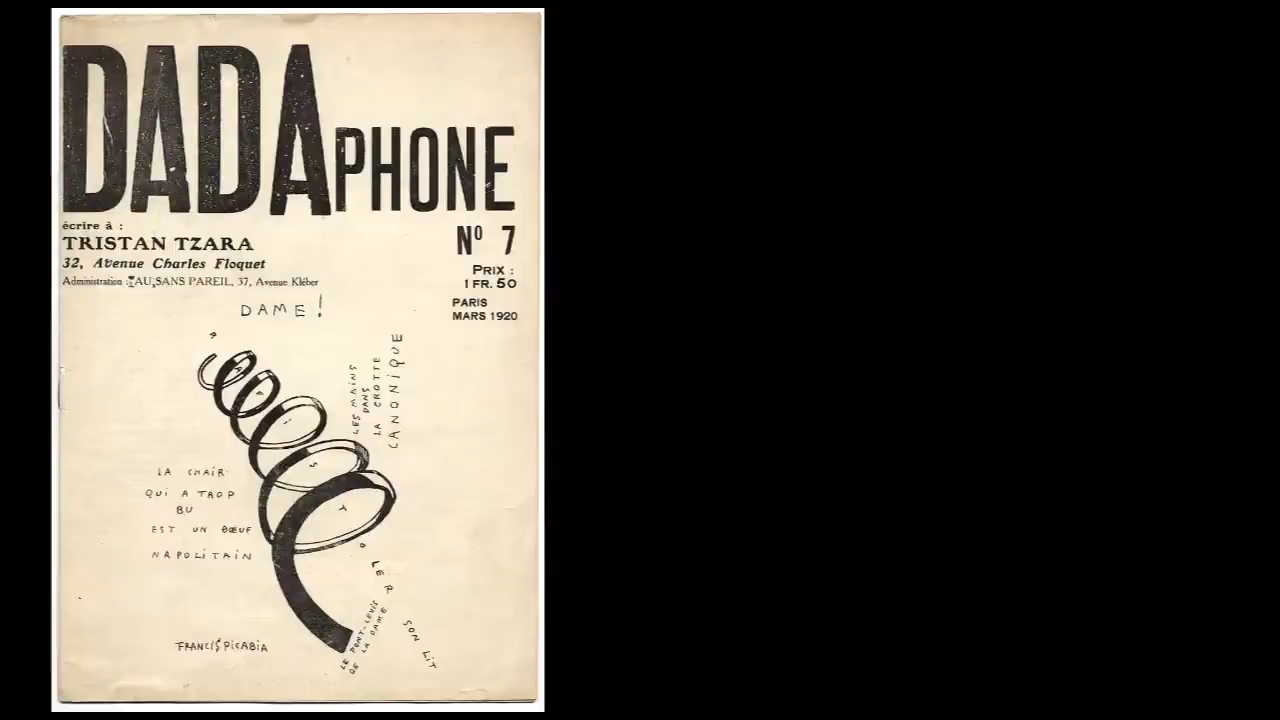 DADAPHONE
écrire à :
TRISTAN TZARA
32, Avenue Charles Floquet
Administration : AU SANS PAREIL, 37, Avenue Kléber
Nº 7
PRIX :
1 FR. 50
PARIS
MARS 1920
DAME !
LES MAINS
DANS
LA CROTTE
CANONIQUE
LA CHAIR
QUI A TROP
BU
EST UN BŒUF
NAPOLITAIN
SON LIT
LE PONT-LEVIS
DE LA DAME
FRANCIS PICABIA